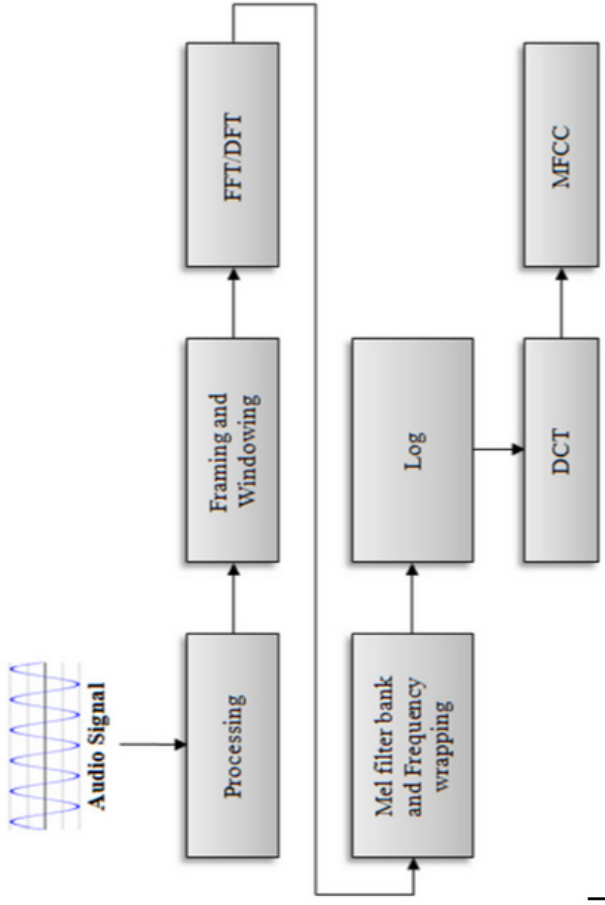 Audio Signal
Processing
Framing and
Windowing
FFT/DFT
Mel filter bank
and Frequency
wrapping
Log
DCT
MFCC